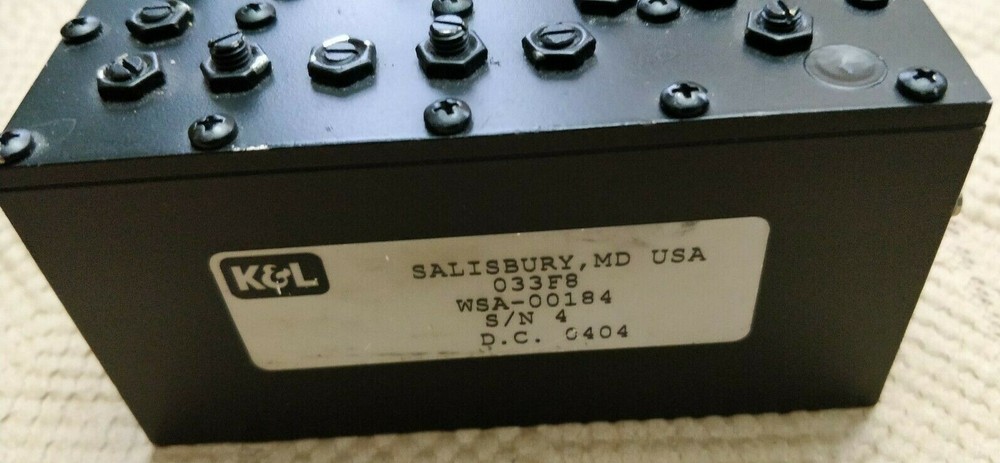 K&L
SALISBURY, MD USA
033F8
WSA-00184
S/N 4
D.C. 0404